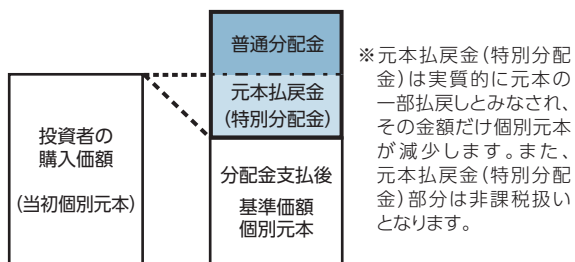 普通分配金
元本払戻金
(特別分配金)
投資者の
購入価額
(当初個別元本)
分配金支払後
基準価額
個別元本
※元本払戻金(特別分配
金)は実質的に元本の
一部払戻しとみなされ、
その金額だけ個別元本
が減少します。また、
元本払戻金(特別分配
金)部分は非課税扱い
となります。